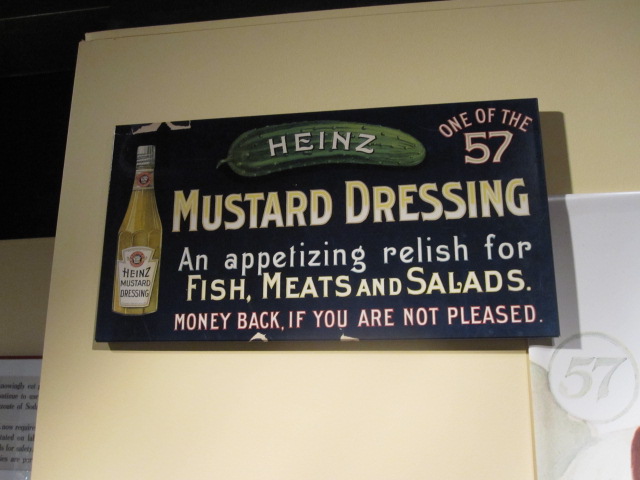 HEINZ
ONE OF THE
57
MUSTARD DRESSING
An appetizing relish for
FISH, MEATS AND SALADS.
MONEY BACK, IF YOU ARE NOT PLEASED.
HEINZ
MUSTARD
DRESSING
57